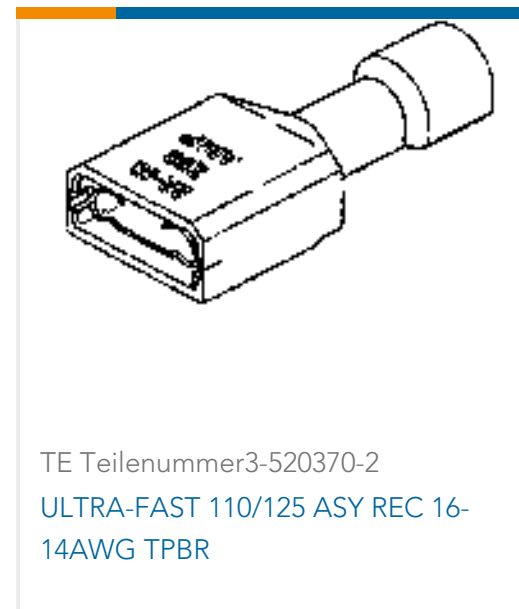 TE Teilenummer3-520370-2
ULTRA-FAST 110/125 ASY REC 16-
14AWG TPBR